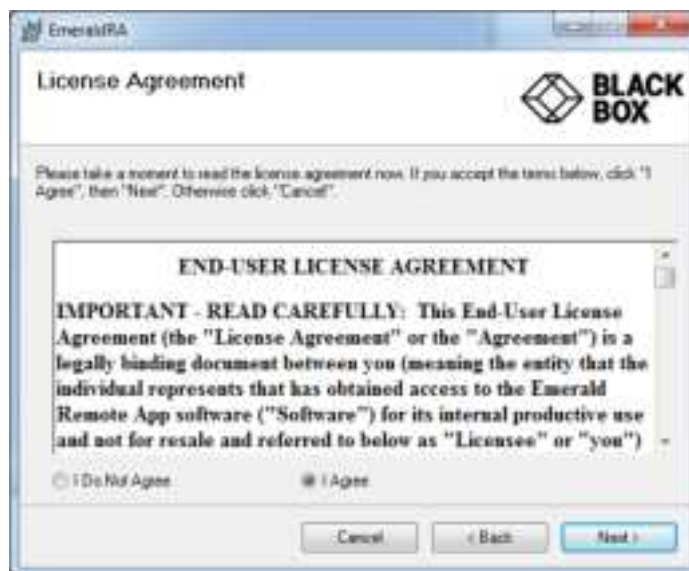 EmeraldRA
License Agreement
BLACK
BOX
Please take a moment to read the license agreement now. If you accept the terms below, click "I
Agree", then "Next". Otherwise click "Cancel".
END-USER LICENSE AGREEMENT
IMPORTANT - READ CAREFULLY: This End-User License
Agreement (the "License Agreement" or the "Agreement") is a
legally binding document between you (meaning the entity that the
individual represents that has obtained access to the Emerald
Remote App software ("Software") for its internal productive use
and not for resale and referred to below as "Licensee" or "you")
I Do Not Agree
I Agree
Cancel
< Back
Next >